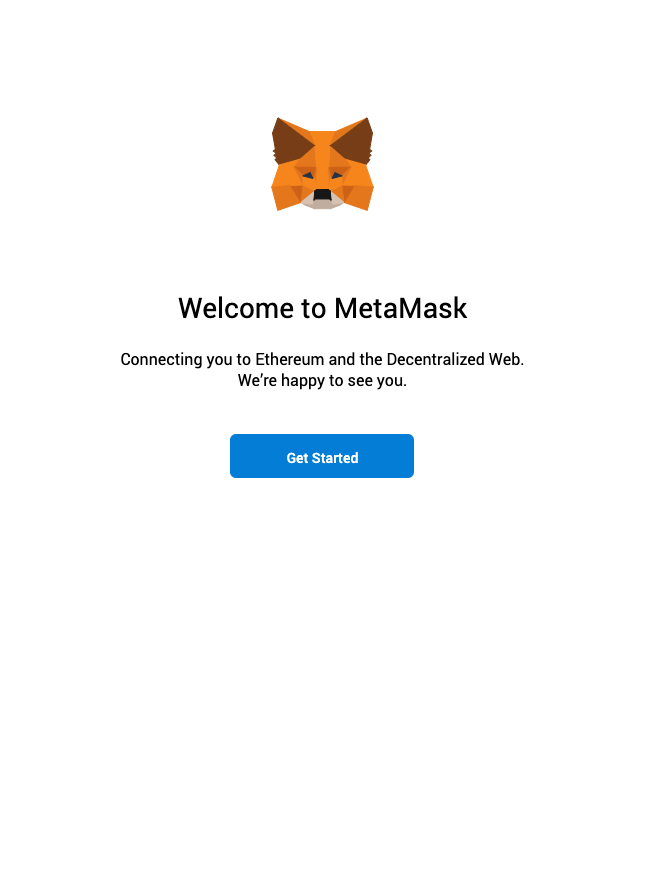 Welcome to MetaMask
Connecting you to Ethereum and the Decentralized Web.
We’re happy to see you.
Get Started